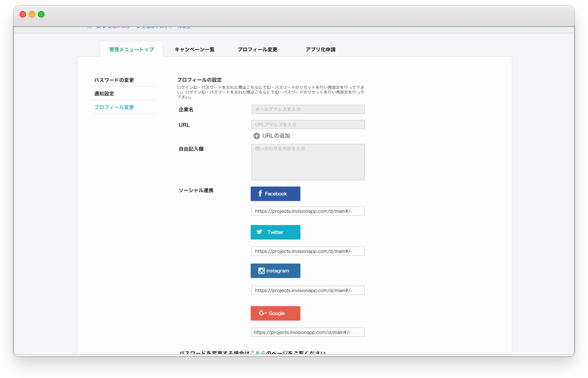 管理メニュートップ
キャンペーン一覧
プロフィール変更
アプリ化申請
パスワードの変更
通知設定
プロフィール変更
プロフィールの設定
ログインID・パスワードを忘れた際はこちらにてID・パスワードのリセットを行い再設定を行って下さ
い。ログインID・パスワードを忘れた際はこちらにてID・パスワードのリセットを行い再設定を行って
下さい。
企業名
メールアドレスを入力
URL
URLアドレスを入力
URLの追加
自由記入欄
問い合わせる内容を入力
ソーシャル連携
Facebook
https://projects.invisionapp.com/d/main#/-
Twitter
https://projects.invisionapp.com/d/main#/-
Instagram
https://projects.invisionapp.com/d/main#/-
G+ Google
https://projects.invisionapp.com/d/main#/-
パスワードを変更する場合はこちらのページをご覧ください